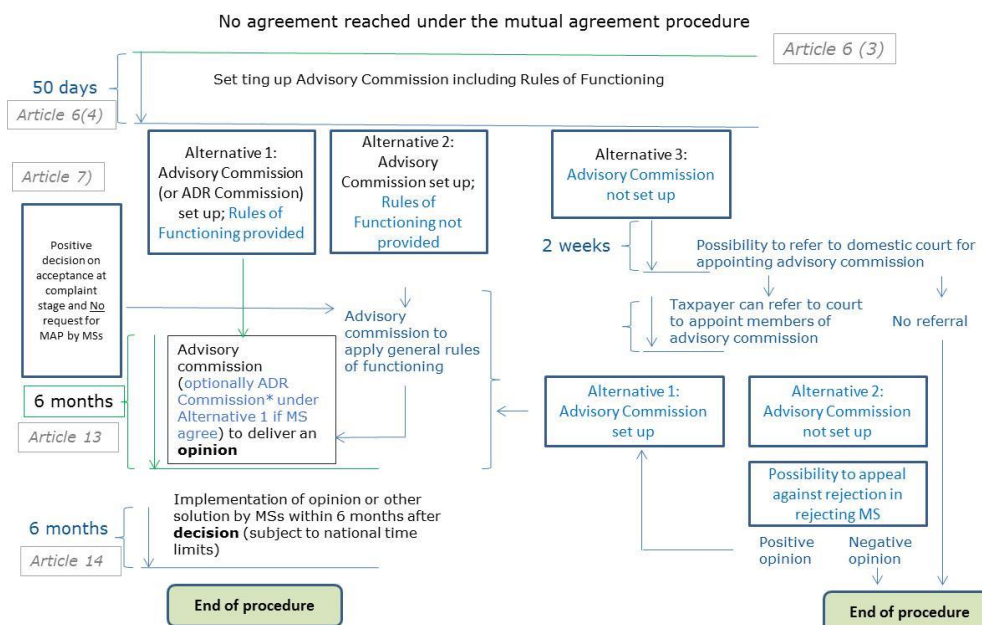 No agreement reached under the mutual agreement procedure
Article 6 (3)
Set ting up Advisory Commission including Rules of Functioning
50 days
Article 6(4)
Alternative 1:
Advisory
Commission
(or ADR Commission)
set up; Rules of
Functioning provided
Alternative 2:
Advisory
Commission set up;
Rules of
Functioning not
provided
Alternative 3:
Advisory Commission
not set up
Article 7)
Positive
decision on
acceptance at
complaint
stage and No
request for
MAP by MSs
2 weeks
Possibility to refer to domestic court for
appointing advisory commission
Taxpayer can refer to court
to appoint members of
advisory commission
No referral
Advisory
commission to
apply general rules
of functioning
6 months
Article 13
Advisory
commission
(optionally ADR
Commission* under
Alternative 1 if MS
agree) to deliver an
opinion
Alternative 1:
Advisory Commission
set up
Alternative 2:
Advisory Commission
not set up
Possibility to appeal
against rejection in
rejecting MS
Positive
opinion
Negative
opinion
6 months
Article 14
Implementation of opinion or other
solution by MSs within 6 months after
decision (subject to national time
limits)
End of procedure
End of procedure